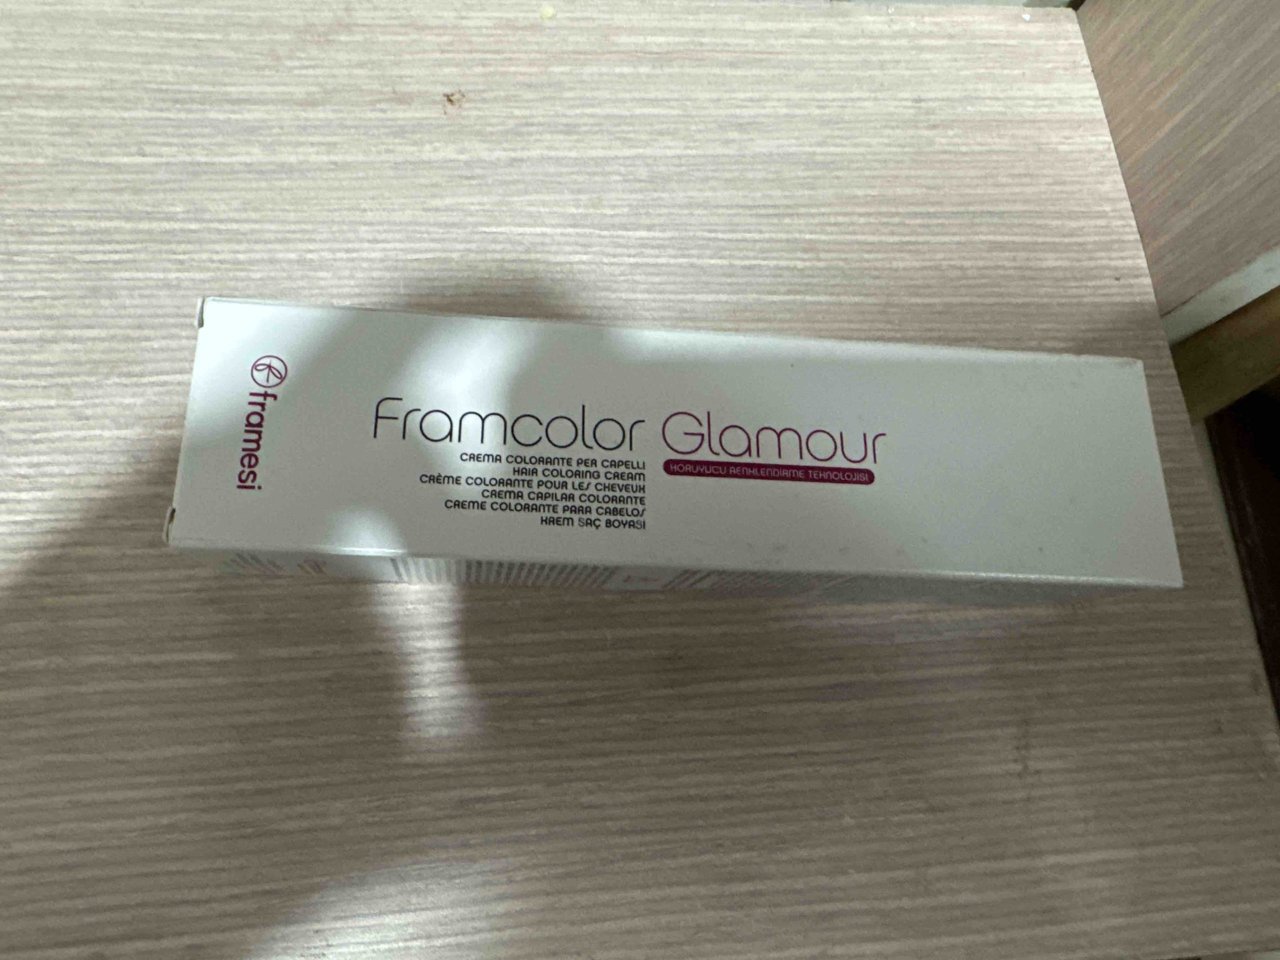 framesi
Framcolor Glamour
CREMA COLORANTE PER CAPELLI
HAIR COLORING CREAM
CRÈME COLORANTE POUR LES CHEVEUX
CREMA CAPILAR COLORANTE
CREME COLORANTE PARA CABELOS
KREM SAÇ BOYASI
KORUYUCU RENKLENDIRME TEKNOLOJISI